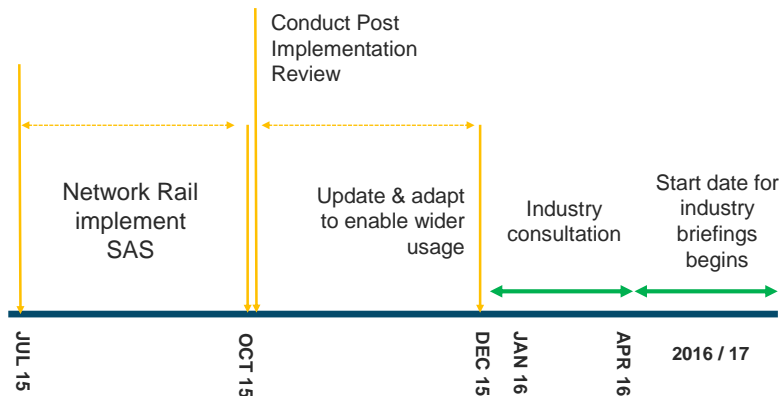 Conduct Post
Implementation
Review
Network Rail
implement
SAS
Update & adapt
to enable wider
usage
Industry
consultation
Start date for
industry
briefings
begins
JUL 15
OCT 15
DEC 15
JAN 16
APR 16
2016 / 17